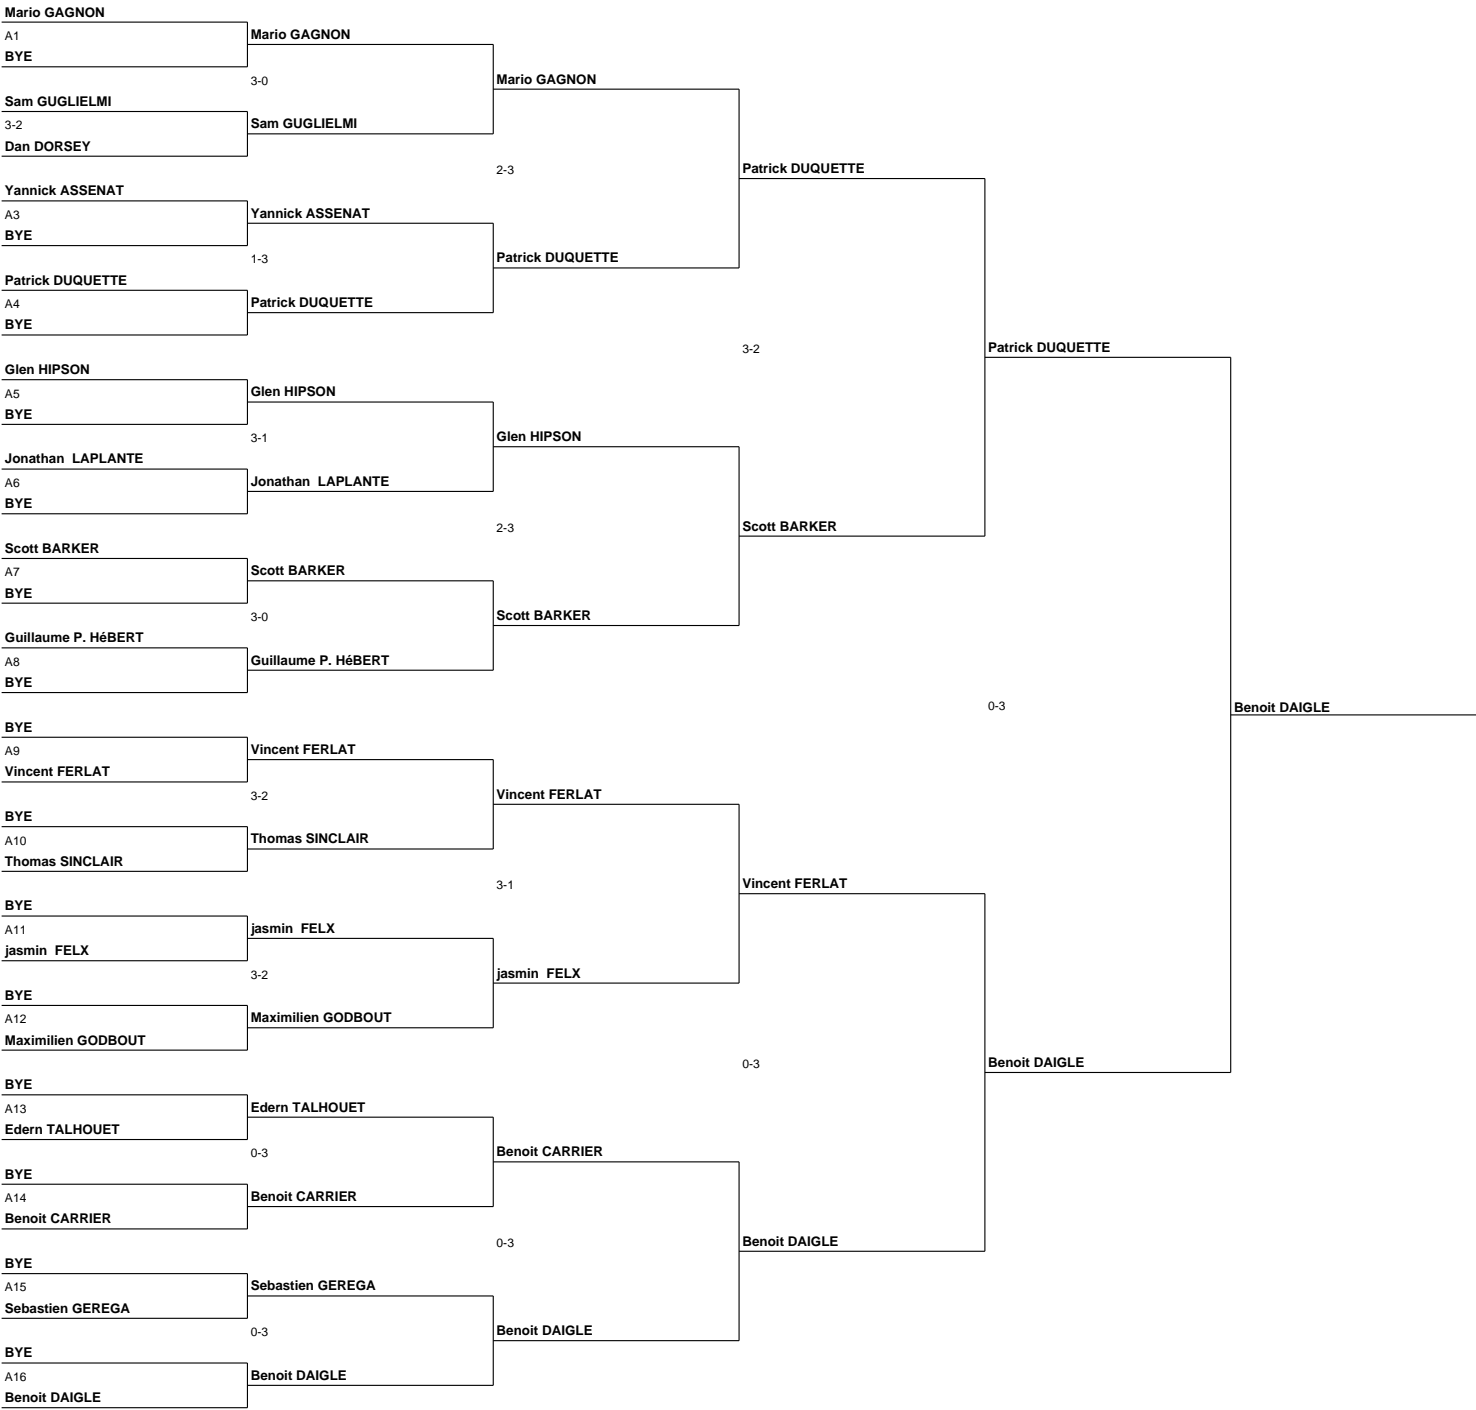 Mario GAGNON
A1
BYE
Sam GUGLIELMI
3-2
Dan DORSEY
Yannick ASSENAT
A3
BYE
Patrick DUQUETTE
A4
BYE
Glen HIPSON
A5
BYE
Jonathan  LAPLANTE
A6
BYE
Scott BARKER
A7
BYE
Guillaume P. HéBERT
A8
BYE
BYE
A9
Vincent FERLAT
BYE
A10
Thomas SINCLAIR
BYE
A11
jasmin  FELX
BYE
A12
Maximilien GODBOUT
BYE
A13
Edern TALHOUET
BYE
A14
Benoit CARRIER
BYE
A15
Sebastien GEREGA
BYE
A16
Benoit DAIGLE
Mario GAGNON
3-0
Sam GUGLIELMI
Yannick ASSENAT
1-3
Patrick DUQUETTE
Glen HIPSON
3-1
Jonathan  LAPLANTE
Scott BARKER
3-0
Guillaume P. HéBERT
Vincent FERLAT
3-2
Thomas SINCLAIR
jasmin  FELX
3-2
Maximilien GODBOUT
Edern TALHOUET
0-3
Benoit CARRIER
Sebastien GEREGA
0-3
Benoit DAIGLE
Mario GAGNON
2-3
Patrick DUQUETTE
Glen HIPSON
2-3
Scott BARKER
Vincent FERLAT
3-1
jasmin  FELX
Benoit CARRIER
0-3
Benoit DAIGLE
Patrick DUQUETTE
3-2
Scott BARKER
Vincent FERLAT
0-3
Benoit DAIGLE
Patrick DUQUETTE
0-3
Benoit DAIGLE
Benoit DAIGLE